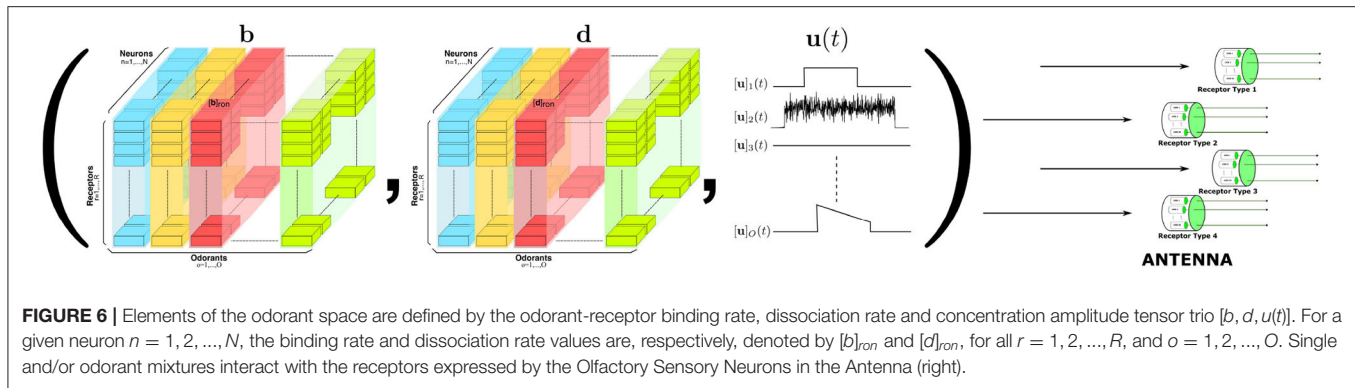 b
d
u(t)
Neurons
n=1,...,N
Neurons
n=1,...,N
[b]ron
[d]ron
Receptors
r=1,...,R
Receptors
r=1,...,R
Odorants
o=1,...,O
Odorants
o=1,...,O
,
,
[u]₁(t)
[u]₂(t)
[u]₃(t)
[u]O(t)
Receptor Type 1
Receptor Type 2
Receptor Type 3
Receptor Type 4
ANTENNA
FIGURE 6 | Elements of the odorant space are defined by the odorant-receptor binding rate, dissociation rate and concentration amplitude tensor trio [b, d, u(t)]. For a
given neuron n = 1, 2, ..., N, the binding rate and dissociation rate values are, respectively, denoted by [b]ron and [d]ron, for all r = 1, 2, ..., R, and o = 1, 2, ..., O. Single
and/or odorant mixtures interact with the receptors expressed by the Olfactory Sensory Neurons in the Antenna (right).